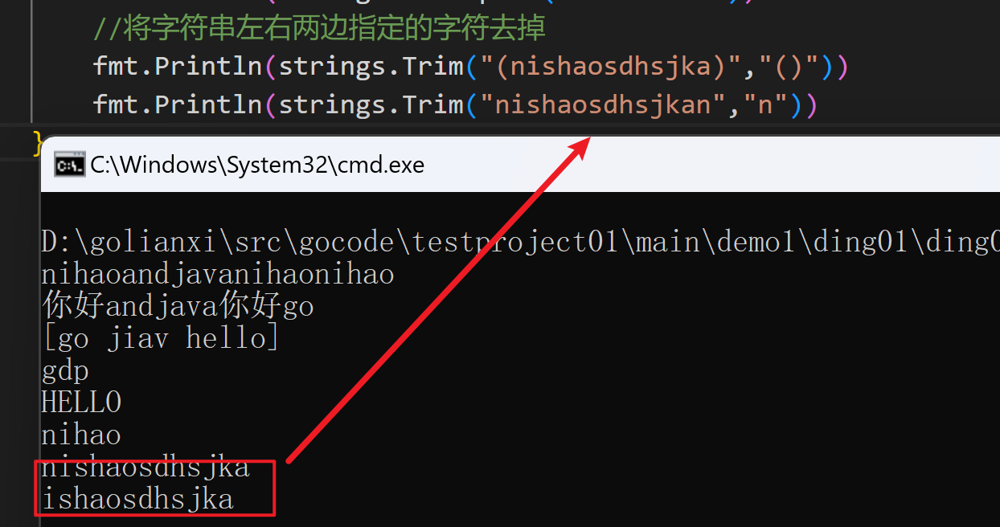 //将字符串左右两边指定的字符去掉
fmt.Println(strings.Trim("(nishaosdhsjka)","()"))
fmt.Println(strings.Trim("nishaosdhsjkan","n"))
}
C:\Windows\System32\cmd.exe
D:\golianxi\src\gocode\testproject01\main\demo1\ding01\ding0
nihaoandjavanihaonihao
你好andjava你好go
[go jiav hello]
gdp
HELLO
nihao
nishaosdhsjka
ishaosdhsjka